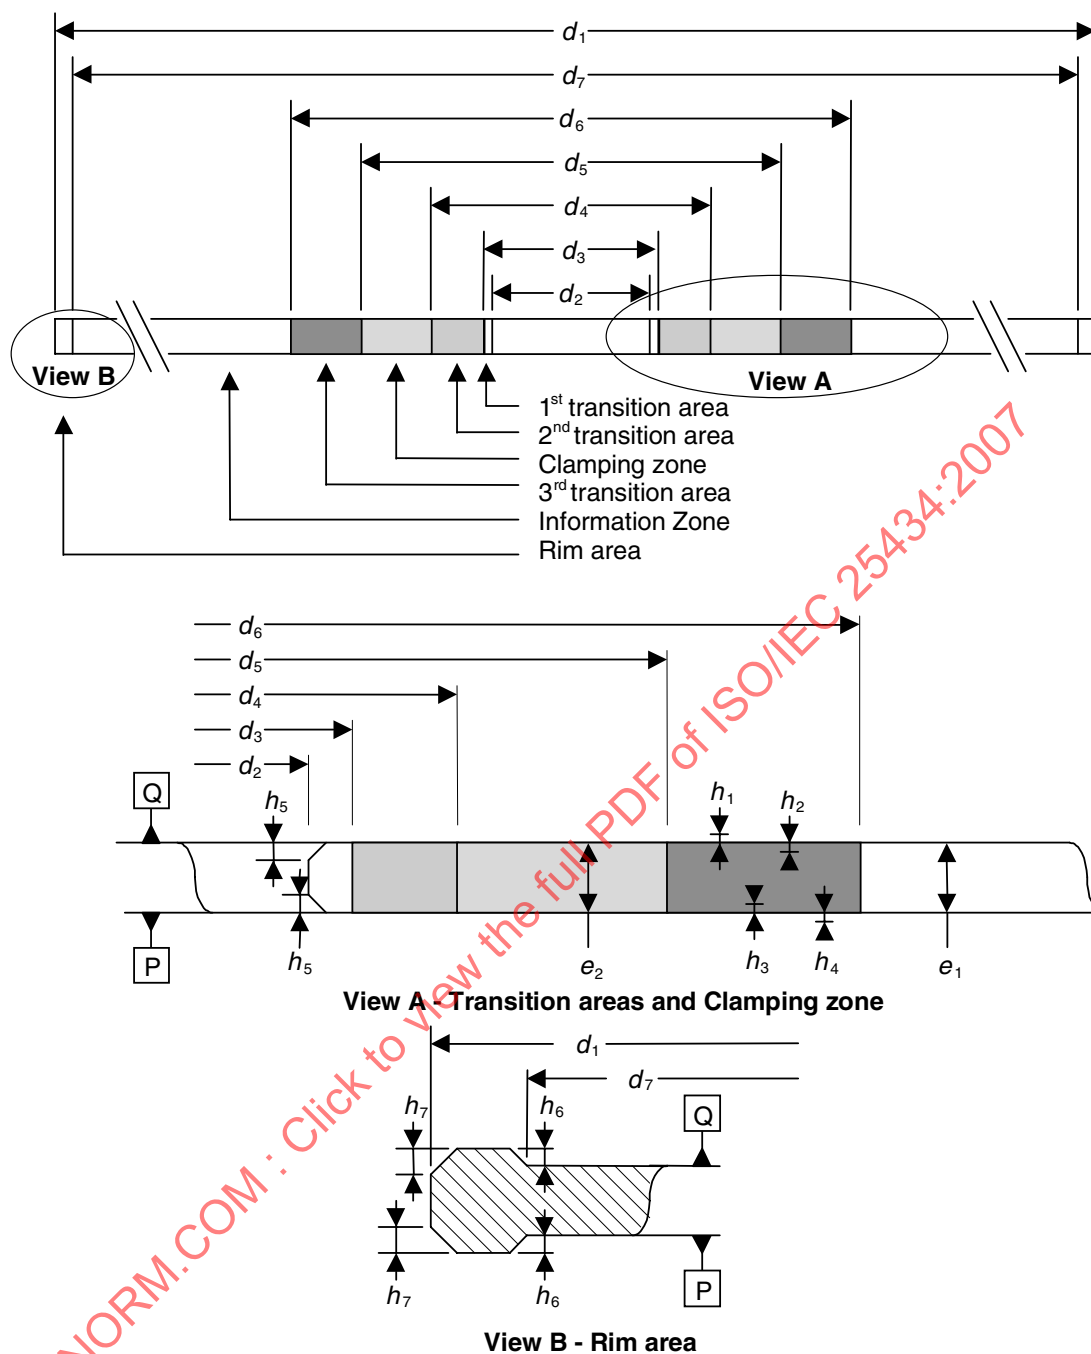 d1
d7
d6
d5
d4
d3
d2
View B
View A
1st transition area
2nd transition area
Clamping zone
3rd transition area
Information Zone
Rim area
d6
d5
d4
d3
d2
Q
h5
h1
h2
P
h5
e2
h3
h4
e1
View A - Transition areas and Clamping zone
d1
d7
h7
h6
Q
h7
h6
P
View B - Rim area
NORM.COM : Click to view the full PDF of ISO/IEC 25434:2007